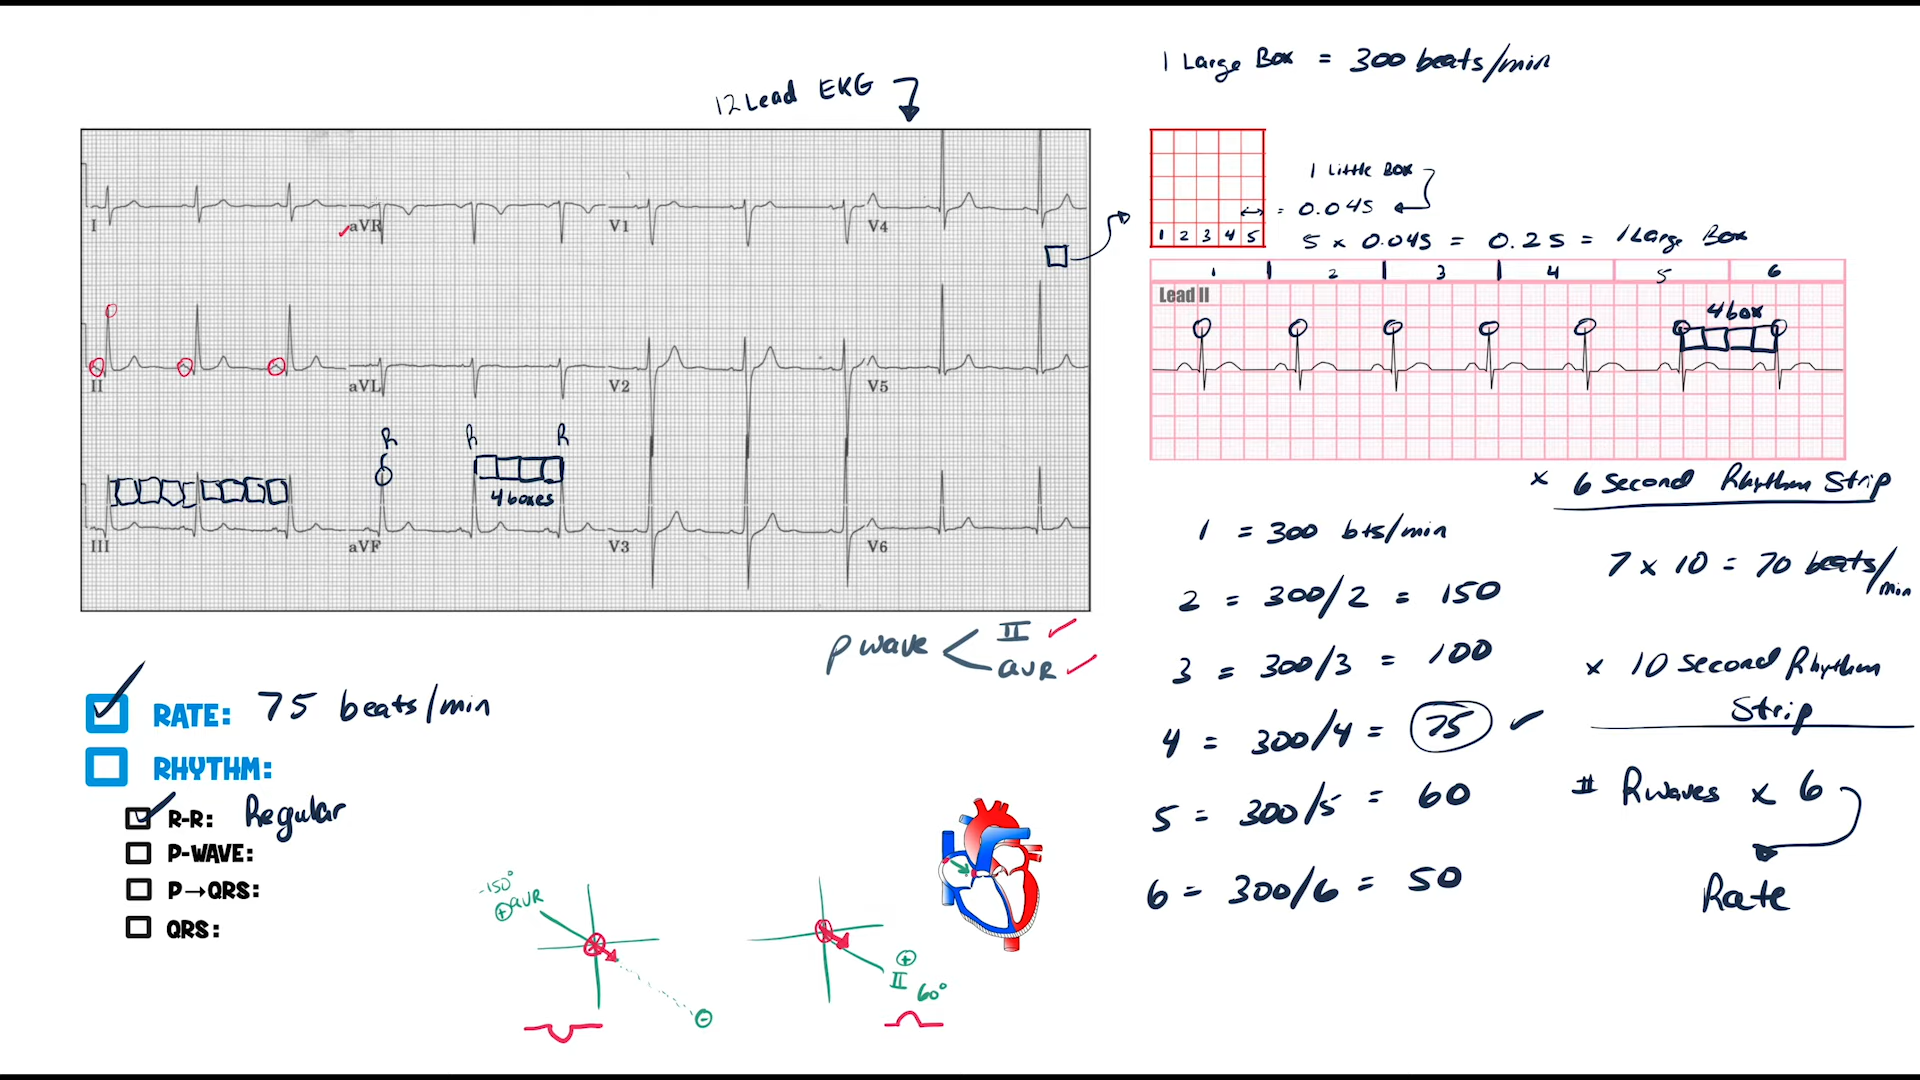 12 Lead EKG
I
aVR
V1
V4
II
aVL
V2
V5
R
R
R
4 boxes
III
aVF
V3
V6
P wave
II
aVR
RATE: 75 beats/min
RHYTHM:
R-R: Regular
P-WAVE:
P→QRS:
QRS:
-150°
+ aVR
-
+
II
60°
1 Large Box = 300 beats/min
1 Little Box
= 0.04s
1 2 3 4 5
5 x 0.04s = 0.2s = 1 Large Box
1 2 3 4 5 6
Lead II
4 box
x 6 Second Rhythm Strip
1 = 300 bts/min
7 x 10 = 70 beats/min
2 = 300/2 = 150
3 = 300/3 = 100
4 = 300/4 = 75
5 = 300/5 = 60
6 = 300/6 = 50
x 10 Second Rhythm
Strip
# R waves x 6
Rate